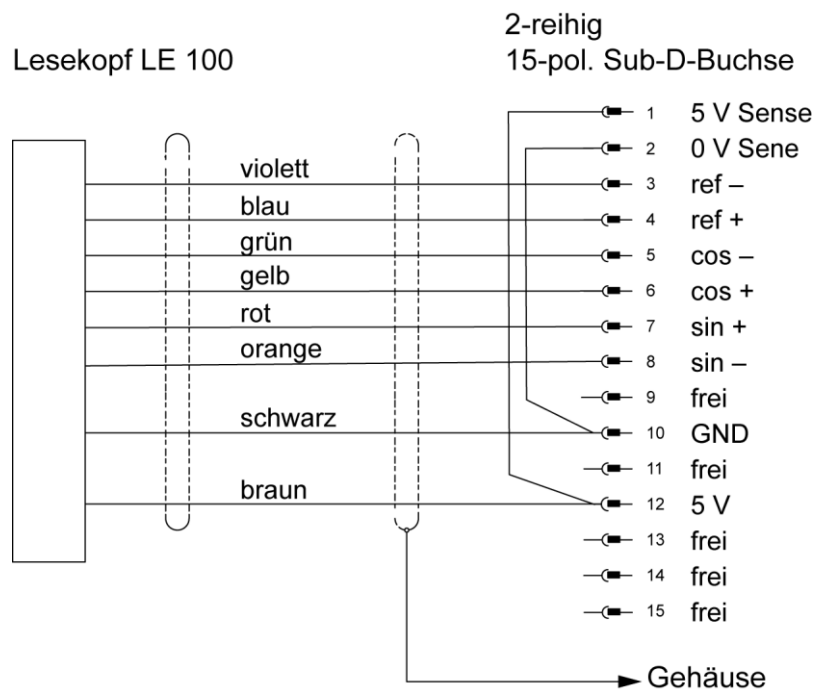 2-reihig
Lesekopf LE 100
15-pol. Sub-D-Buchse
1 5 V Sense
2 0 V Sene
violett 3 ref –
blau 4 ref +
grün 5 cos –
gelb 6 cos +
rot 7 sin +
orange 8 sin –
9 frei
schwarz 10 GND
11 frei
braun 12 5 V
13 frei
14 frei
15 frei
Gehäuse